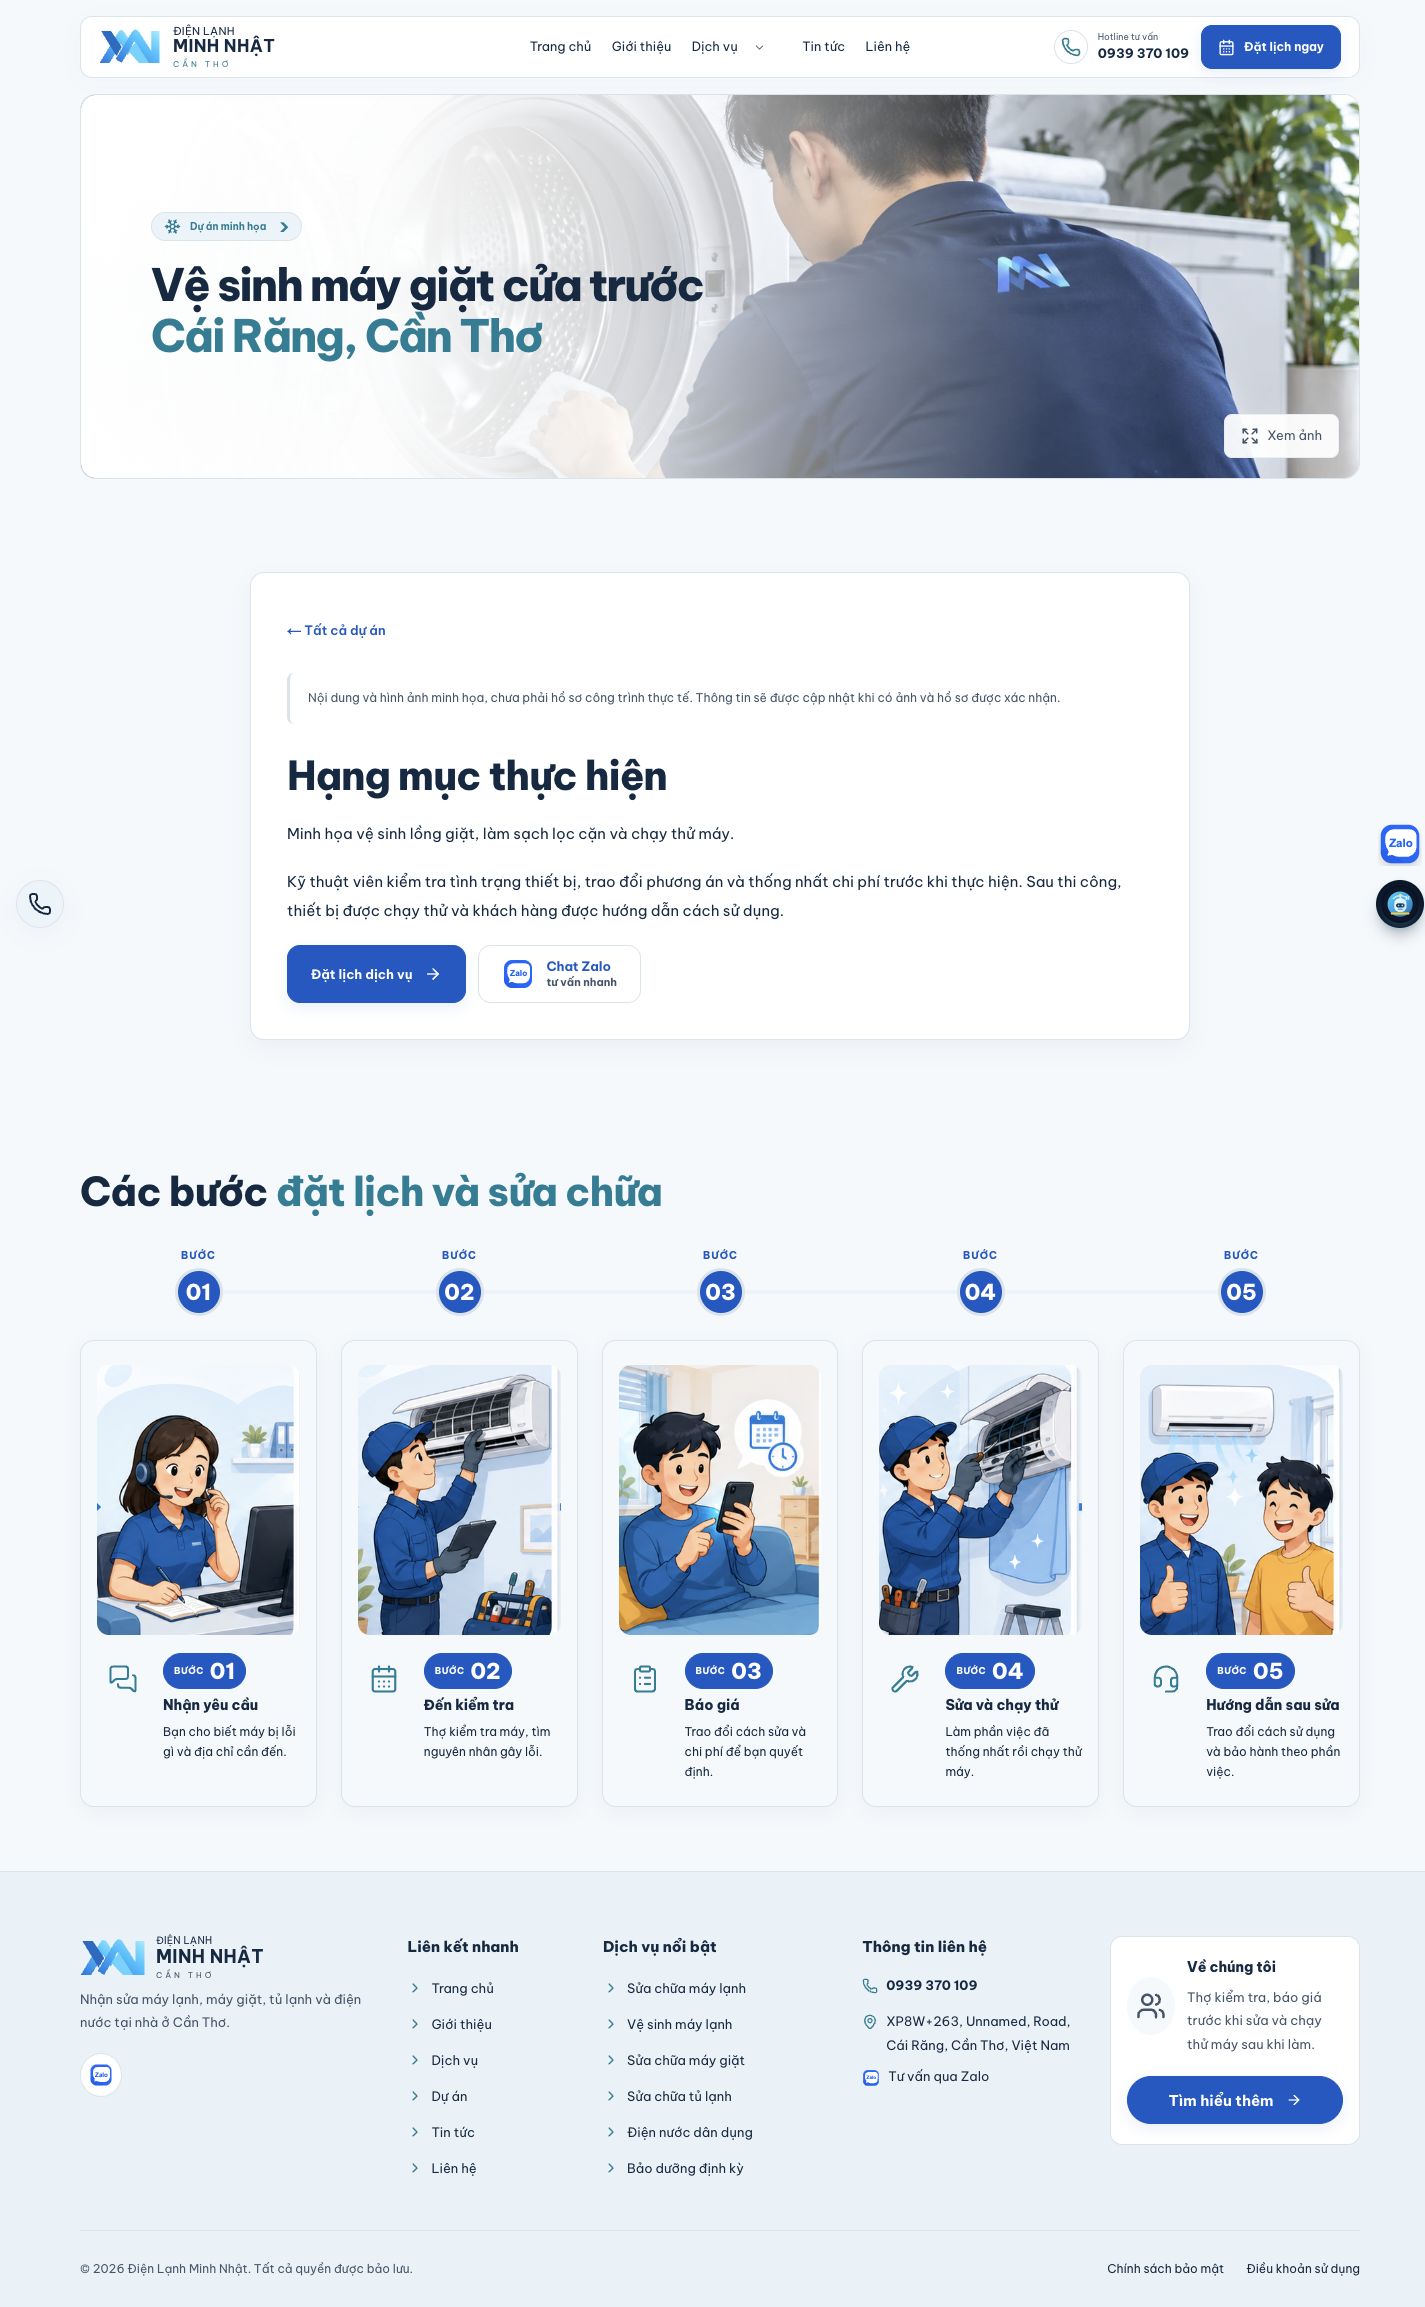 ĐIỆN LẠNH
MINH NHẬT
CẦN THƠ
Trang chủ
Giới thiệu
Dịch vụ
Tin tức
Liên hệ
Hotline tư vấn
0939 370 109
Đặt lịch ngay
Dự án minh họa
Vệ sinh máy giặt cửa trước
Cái Răng, Cần Thơ
Xem ảnh
← Tất cả dự án
Nội dung và hình ảnh minh họa, chưa phải hồ sơ công trình thực tế. Thông tin sẽ được cập nhật khi có ảnh và hồ sơ được xác nhận.
Hạng mục thực hiện
Minh họa vệ sinh lồng giặt, làm sạch lọc cặn và chạy thử máy.
Zalo
Kỹ thuật viên kiểm tra tình trạng thiết bị, trao đổi phương án và thống nhất chi phí trước khi thực hiện. Sau thi công,
thiết bị được chạy thử và khách hàng được hướng dẫn cách sử dụng.
Đặt lịch dịch vụ
Zalo
Chat Zalo
tư vấn nhanh
Các bước đặt lịch và sửa chữa
BƯỚC
01
BƯỚC
02
BƯỚC
03
BƯỚC
04
BƯỚC
05
BƯỚC 01
Nhận yêu cầu
Bạn cho biết máy bị lỗi
gì và địa chỉ cần đến.
BƯỚC 02
Đến kiểm tra
Thợ kiểm tra máy, tìm
nguyên nhân gây lỗi.
BƯỚC 03
Báo giá
Trao đổi cách sửa và
chi phí để bạn quyết
định.
BƯỚC 04
Sửa và chạy thử
Làm phần việc đã
thống nhất rồi chạy thử
máy.
BƯỚC 05
Hướng dẫn sau sửa
Trao đổi cách sử dụng
và bảo hành theo phần
việc.
ĐIỆN LẠNH
MINH NHẬT
CẦN THƠ
Nhận sửa máy lạnh, máy giặt, tủ lạnh và điện
nước tại nhà ở Cần Thơ.
Zalo
Liên kết nhanh
Trang chủ
Giới thiệu
Dịch vụ
Dự án
Tin tức
Liên hệ
Dịch vụ nổi bật
Sửa chữa máy lạnh
Vệ sinh máy lạnh
Sửa chữa máy giặt
Sửa chữa tủ lạnh
Điện nước dân dụng
Bảo dưỡng định kỳ
Thông tin liên hệ
0939 370 109
XP8W+263, Unnamed, Road,
Cái Răng, Cần Thơ, Việt Nam
Zalo
Tư vấn qua Zalo
Về chúng tôi
Thợ kiểm tra, báo giá
trước khi sửa và chạy
thử máy sau khi làm.
Tìm hiểu thêm
© 2026 Điện Lạnh Minh Nhật. Tất cả quyền được bảo lưu.
Chính sách bảo mật
Điều khoản sử dụng